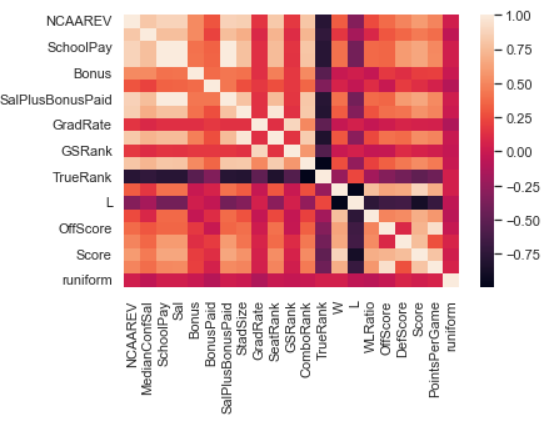 NCAAREV
SchoolPay
Bonus
SalPlusBonusPaid
GradRate
GSRank
TrueRank
L
OffScore
Score
runiform
NCAAREV
MedianConfSal
SchoolPay
Sal
Bonus
BonusPaid
SalPlusBonusPaid
StadSize
GradRate
SeatRank
GSRank
ComboRank
TrueRank
W
L
WLRatio
OffScore
DefScore
Score
PointsPerGame
runiform
1.00
0.75
0.50
0.25
0.00
−0.25
−0.50
−0.75